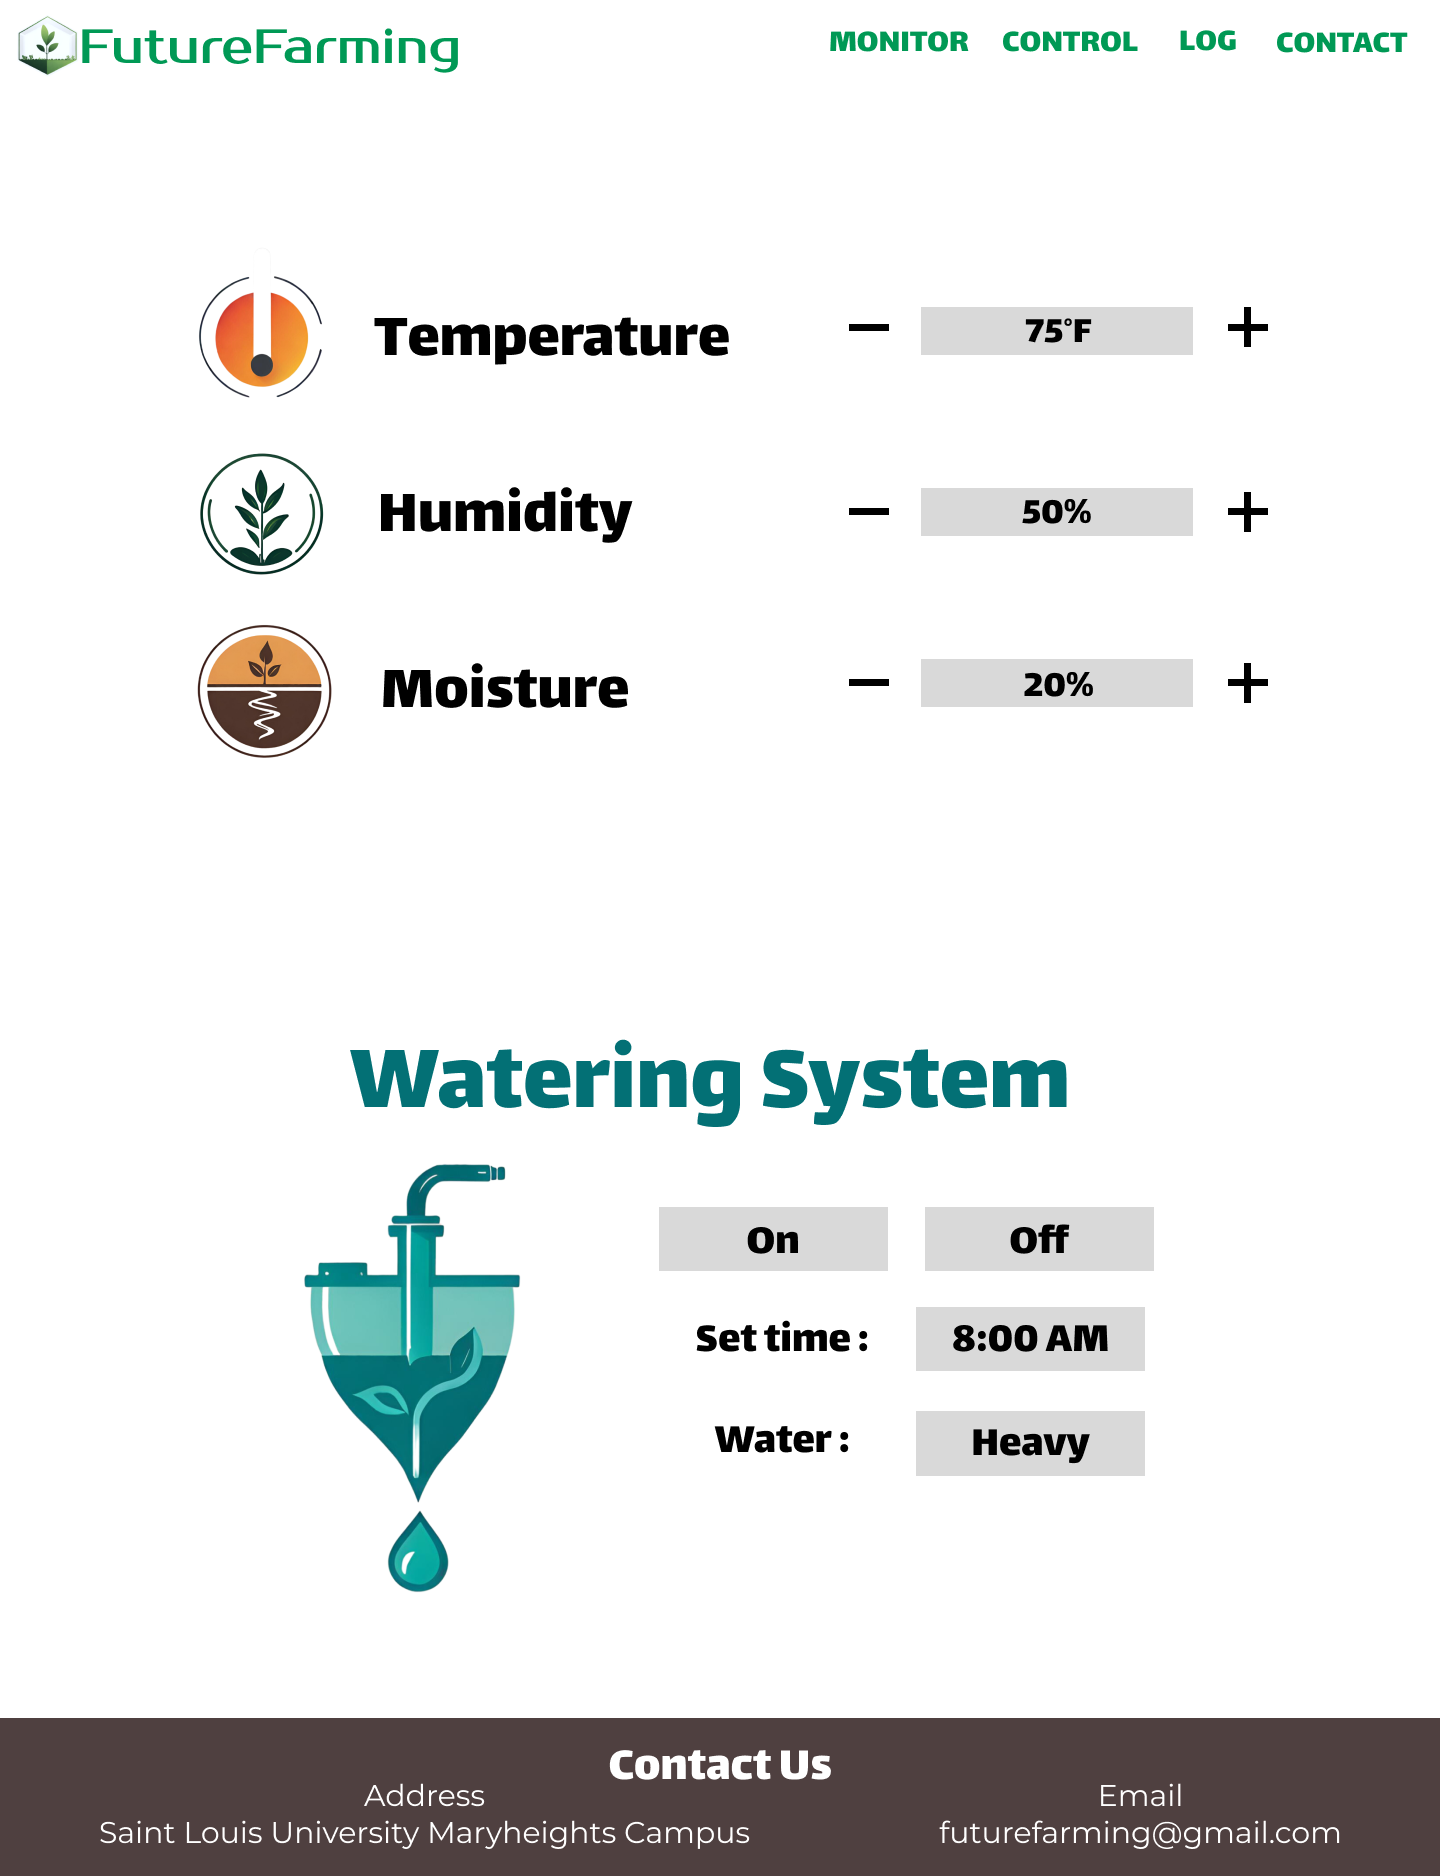 FutureFarming
MONITOR CONTROL LOG CONTACT
Temperature
− 75°F +
Humidity
− 50% +
Moisture
− 20% +
Watering System
On Off
Set time : 8:00 AM
Water : Heavy
Contact Us
Address
Saint Louis University Maryheights Campus
Email
futurefarming@gmail.com